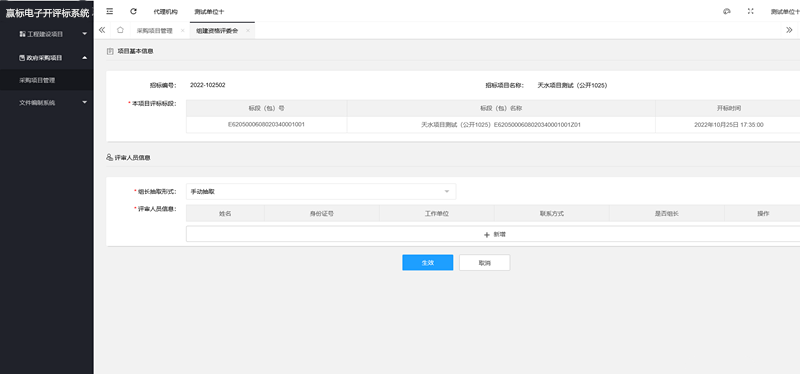 赢标电子开评标系统
代理机构 测试单位十
测试单位十
工程建设项目
政府采购项目
采购项目管理
文件编制系统
采购项目管理 × 组建资格评委会 ×
项目基本信息
招标编号： 2022-102502 招标项目名称： 天水项目测试（公开1025）
* 本项目评标标段：
标段（包）号 标段（包）名称 开标时间
E6205000608020340001001 天水项目测试（公开1025）E6205000608020340001001Z01 2022年10月25日 17:35:00
评审人员信息
* 组长抽取形式： 手动抽取
* 评审人员信息：
姓名 身份证号 工作单位 联系方式 是否组长 操作
+ 新增
生效 取消